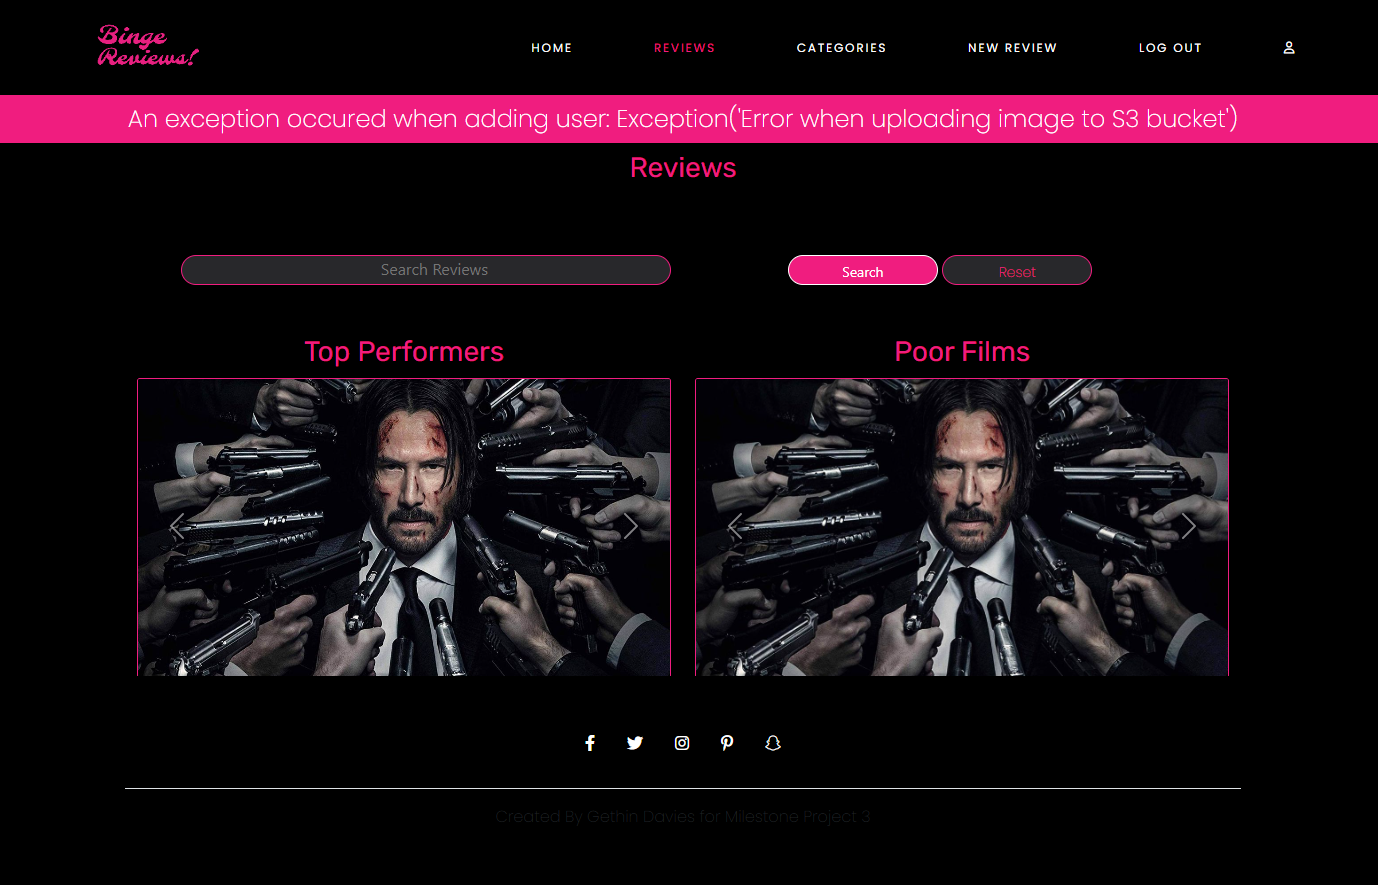 Binge
Reviews!
HOME
REVIEWS
CATEGORIES
NEW REVIEW
LOG OUT
An exception occured when adding user: Exception('Error when uploading image to S3 bucket')
Reviews
Search Reviews
Search
Reset
Top Performers
Poor Films
Created By Gethin Davies for Milestone Project 3